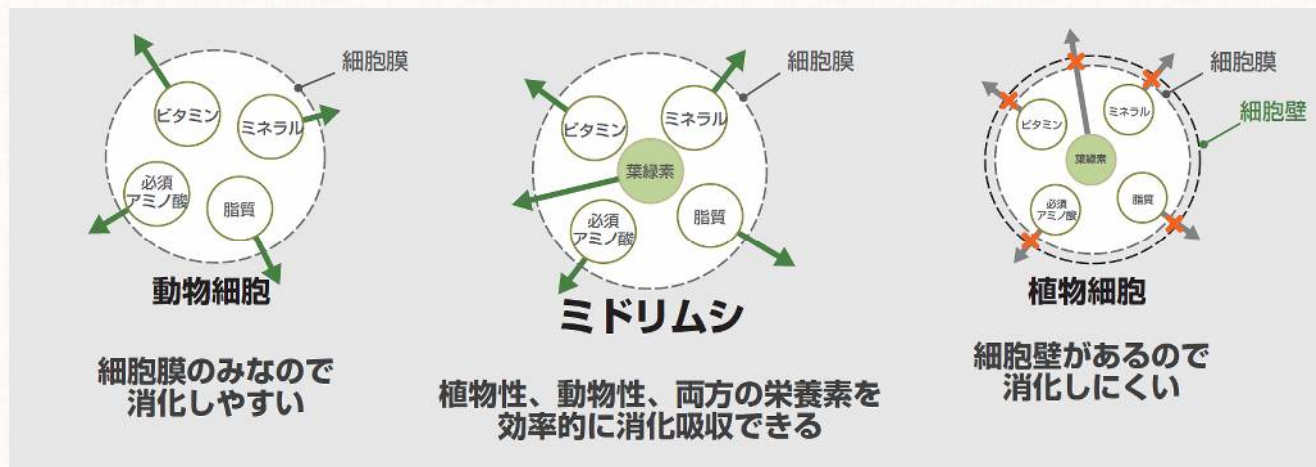 細胞膜
ビタミン
ミネラル
必須
アミノ酸
脂質
動物細胞
細胞膜のみなので
消化しやすい
細胞膜
ビタミン
ミネラル
葉緑素
必須
アミノ酸
脂質
ミドリムシ
植物性、動物性、両方の栄養素を
効率的に消化吸収できる
細胞膜
細胞壁
ビタミン
ミネラル
葉緑素
必須
アミノ酸
脂質
植物細胞
細胞壁があるので
消化しにくい